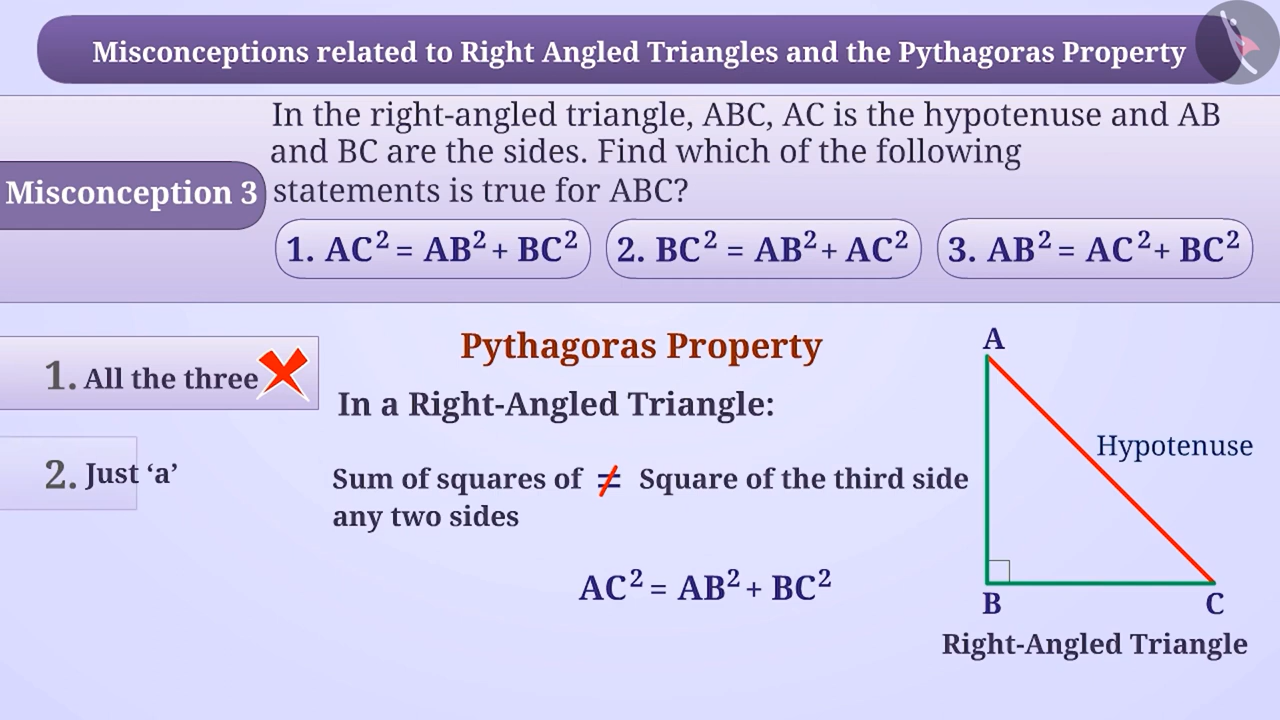 Misconceptions related to Right Angled Triangles and the Pythagoras Property
In the right-angled triangle, ABC, AC is the hypotenuse and AB
and BC are the sides. Find which of the following
statements is true for ABC?
Misconception 3
1. AC² = AB² + BC² 2. BC² = AB² + AC² 3. AB² = AC² + BC²
1. All the three
2. Just ‘a’
Pythagoras Property
In a Right-Angled Triangle:
Sum of squares of ≠ Square of the third side
any two sides
AC² = AB² + BC²
A
Hypotenuse
B C
Right-Angled Triangle